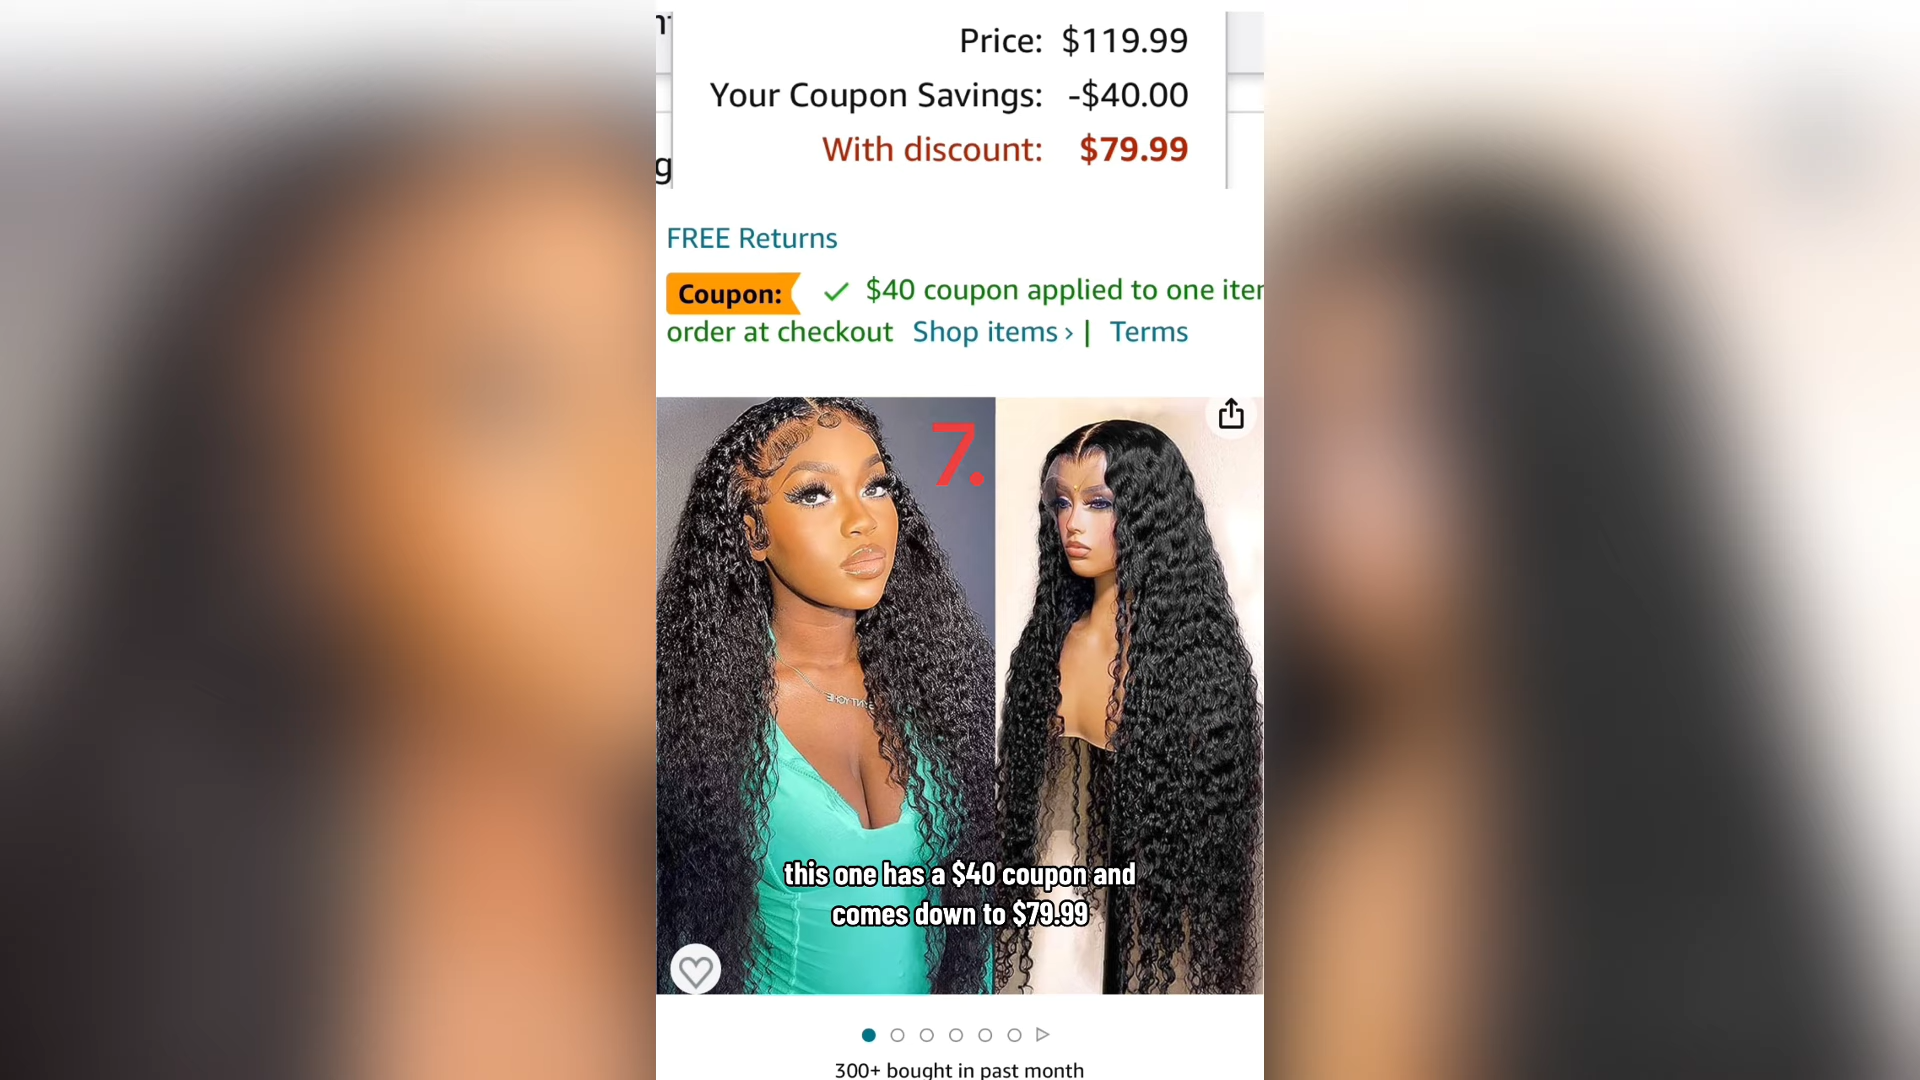 Price: $119.99
Your Coupon Savings: -$40.00
With discount: $79.99
g
FREE Returns
Coupon: ✓ $40 coupon applied to one
order at checkout Shop items › | Terms
7.
this one has a $40 coupon and
comes down to $79.99
300+ bought in past month